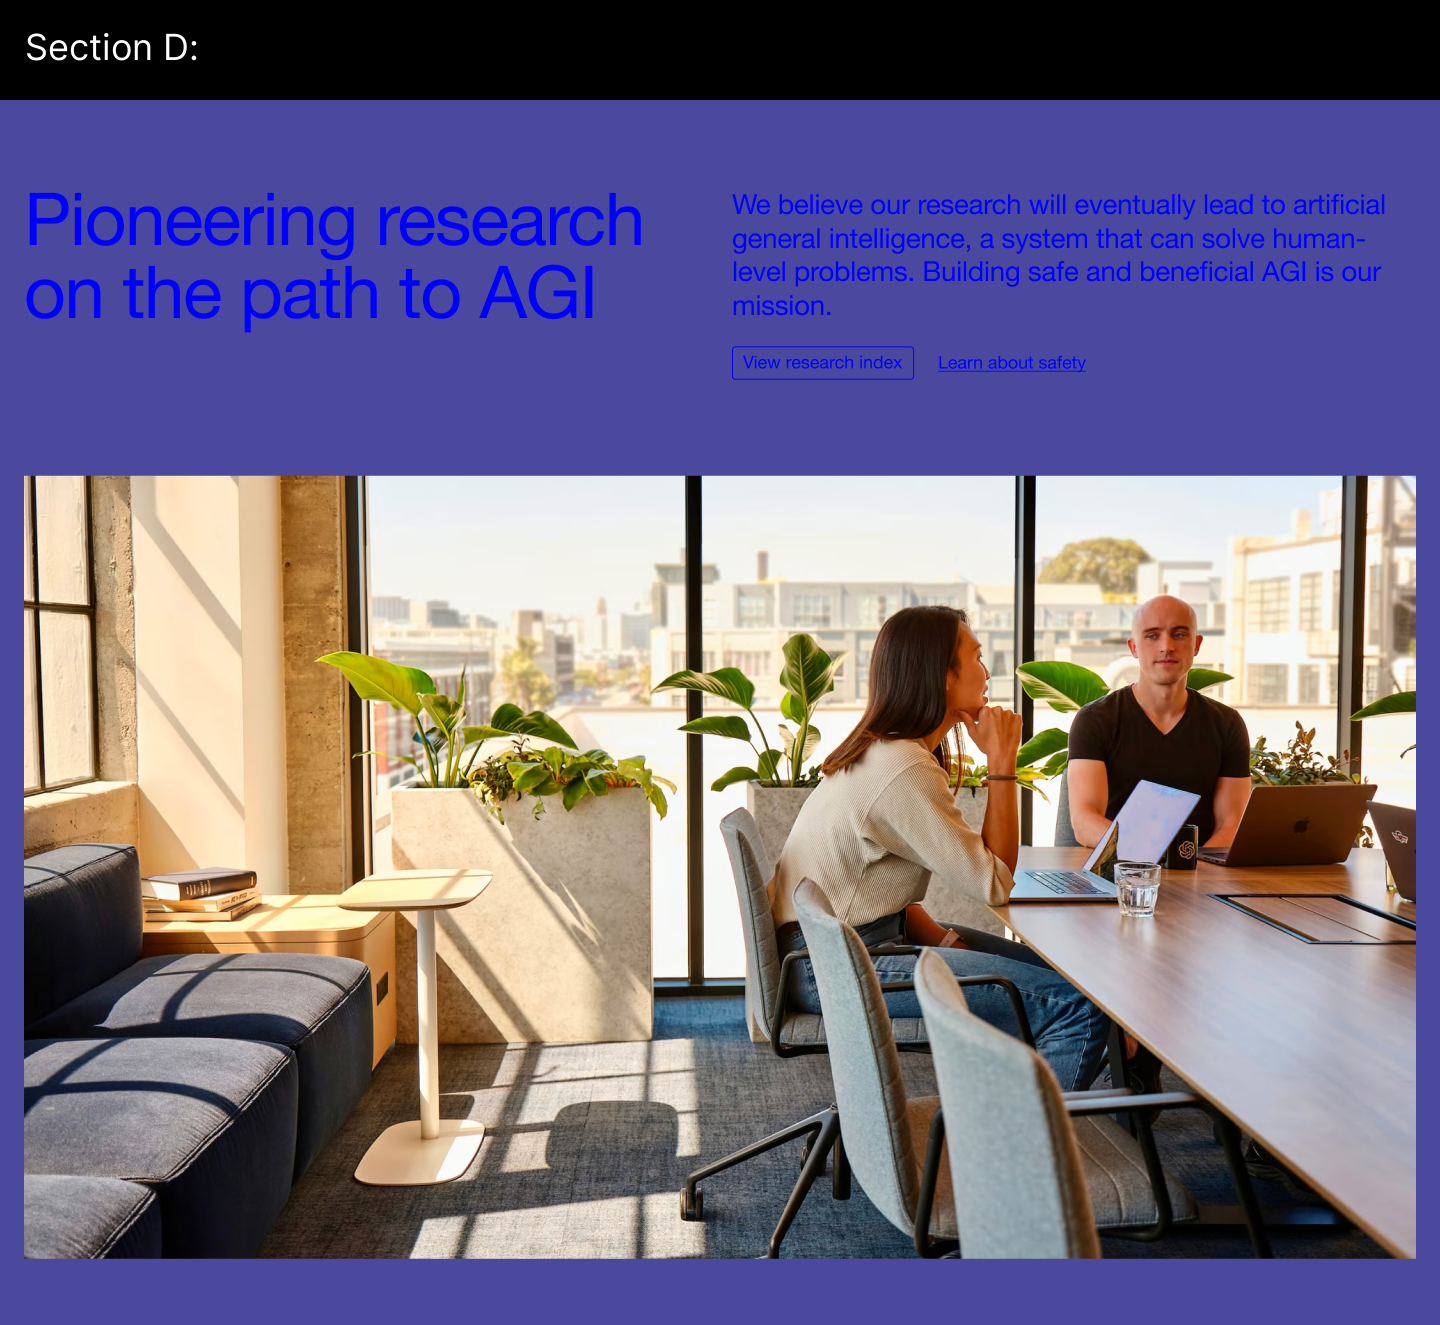 Section D:
Pioneering research
on the path to AGI
We believe our research will eventually lead to artificial
general intelligence, a system that can solve human-
level problems. Building safe and beneficial AGI is our
mission.
View research index
Learn about safety